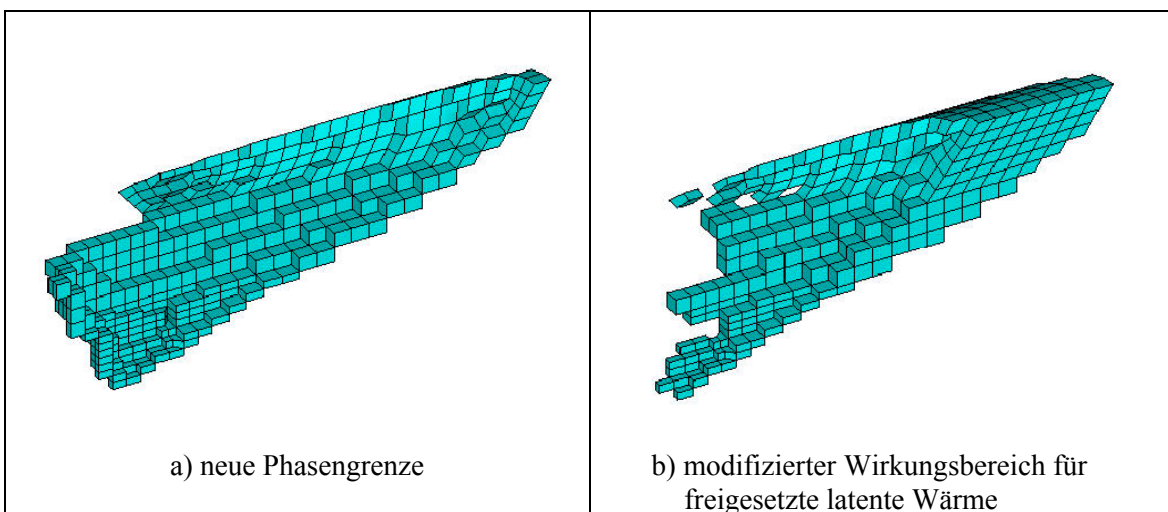 a) neue Phasengrenze
b) modifizierter Wirkungsbereich für
freigesetzte latente Wärme